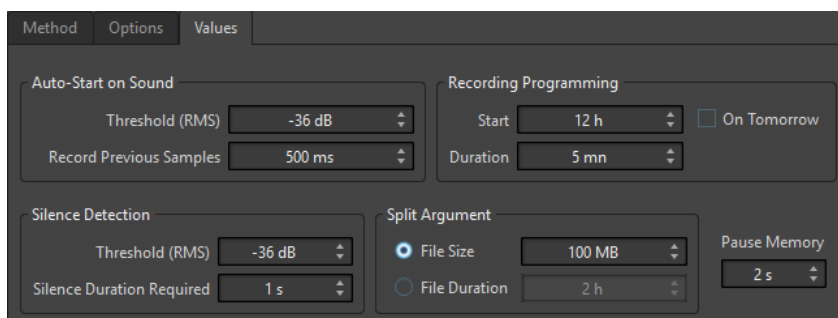 Method Options Values
Auto-Start on Sound
Threshold (RMS) -36 dB
Record Previous Samples 500 ms
Recording Programming
Start 12 h On Tomorrow
Duration 5 mn
Silence Detection
Threshold (RMS) -36 dB
Silence Duration Required 1 s
Split Argument
File Size 100 MB
File Duration 2 h
Pause Memory
2 s